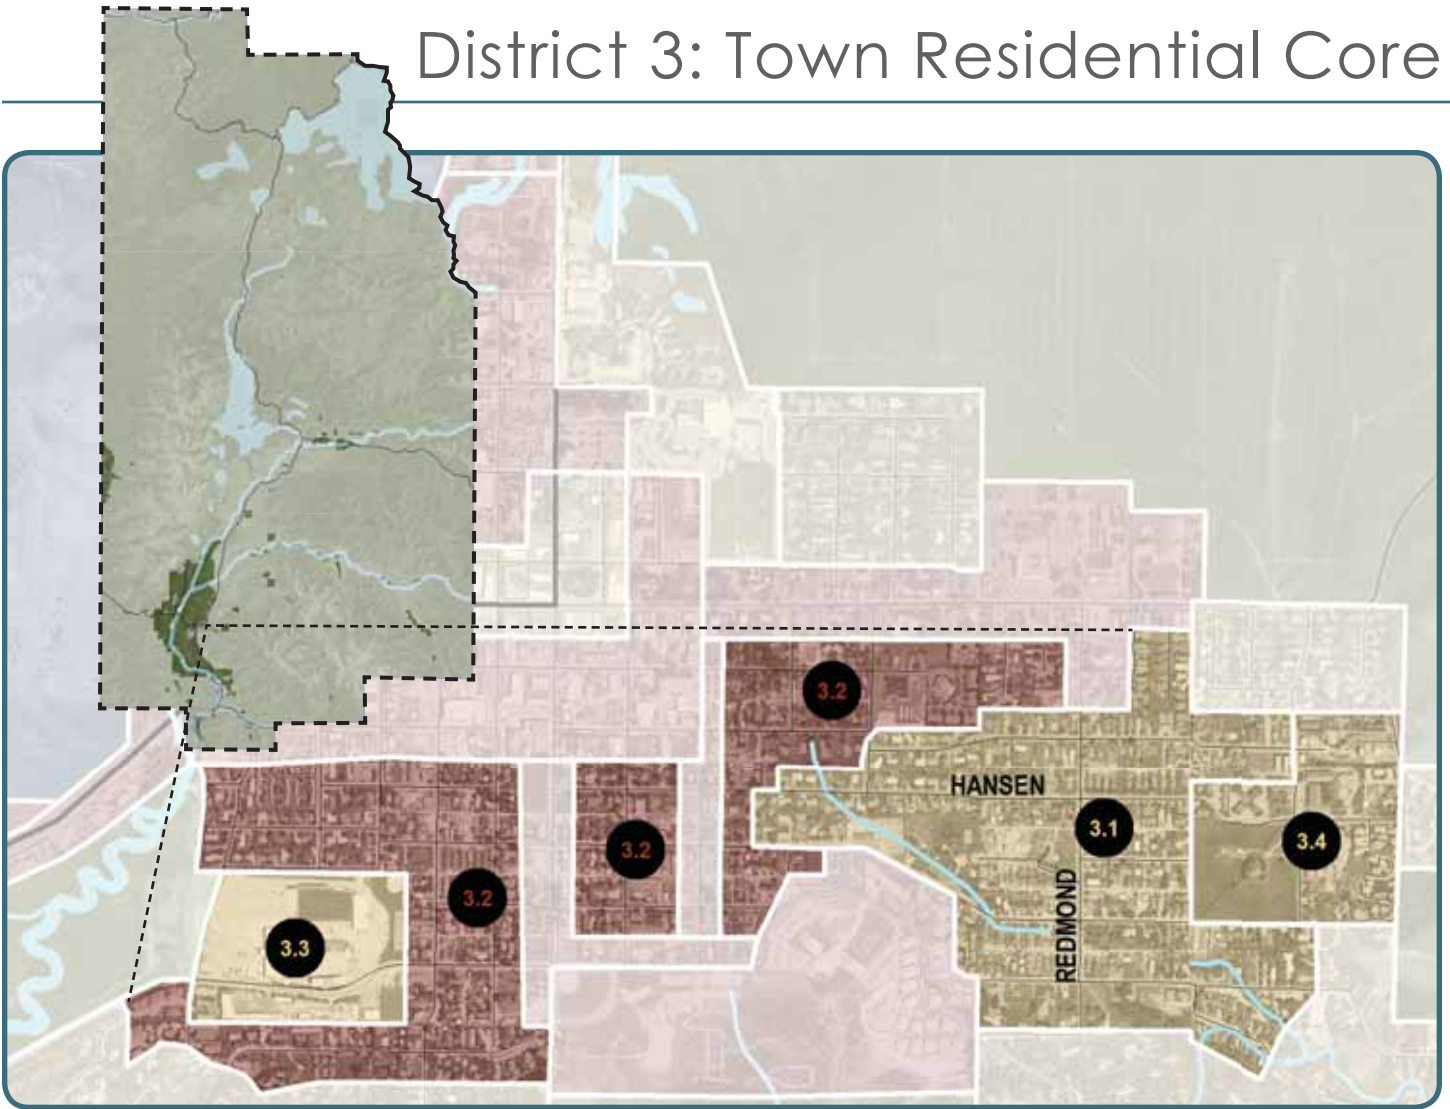 District 3: Town Residential Core
3.2
HANSEN
3.1
3.4
3.2
3.2
REDMOND
3.3